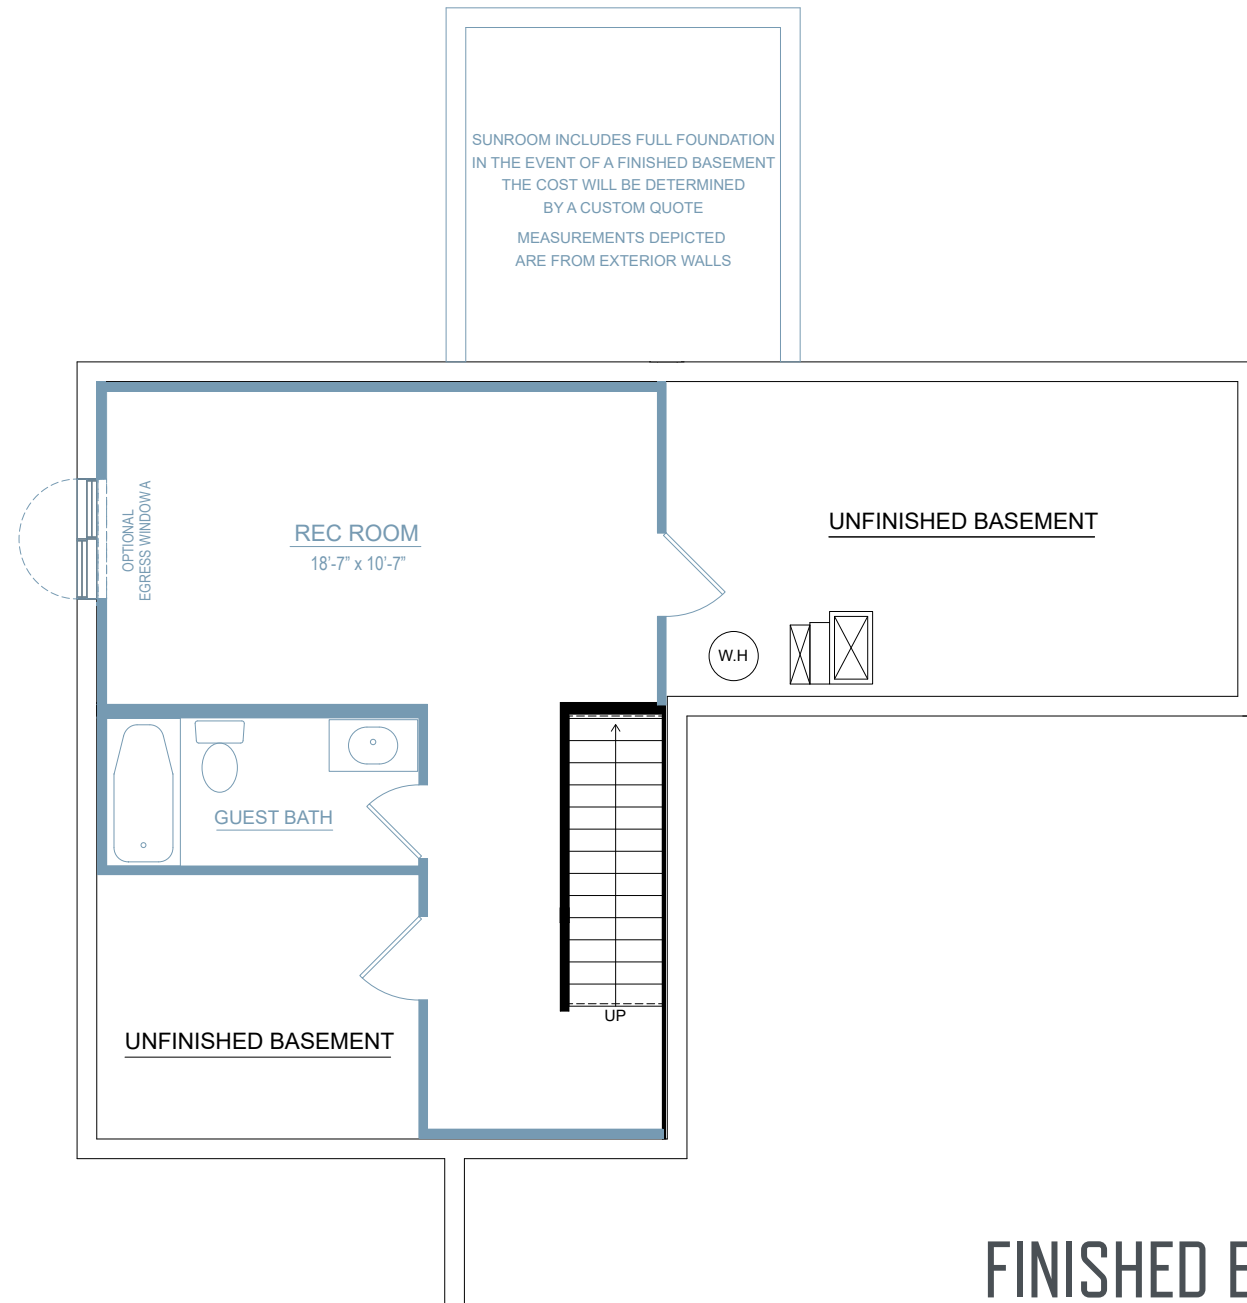 SUNROOM INCLUDES FULL FOUNDATION
IN THE EVENT OF A FINISHED BASEMENT
THE COST WILL BE DETERMINED
BY A CUSTOM QUOTE
MEASUREMENTS DEPICTED
ARE FROM EXTERIOR WALLS
OPTIONAL
EGRESS WINDOW A
REC ROOM
18'-7" x 10'-7"
UNFINISHED BASEMENT
W.H
GUEST BATH
UP
UNFINISHED BASEMENT
FINISHED